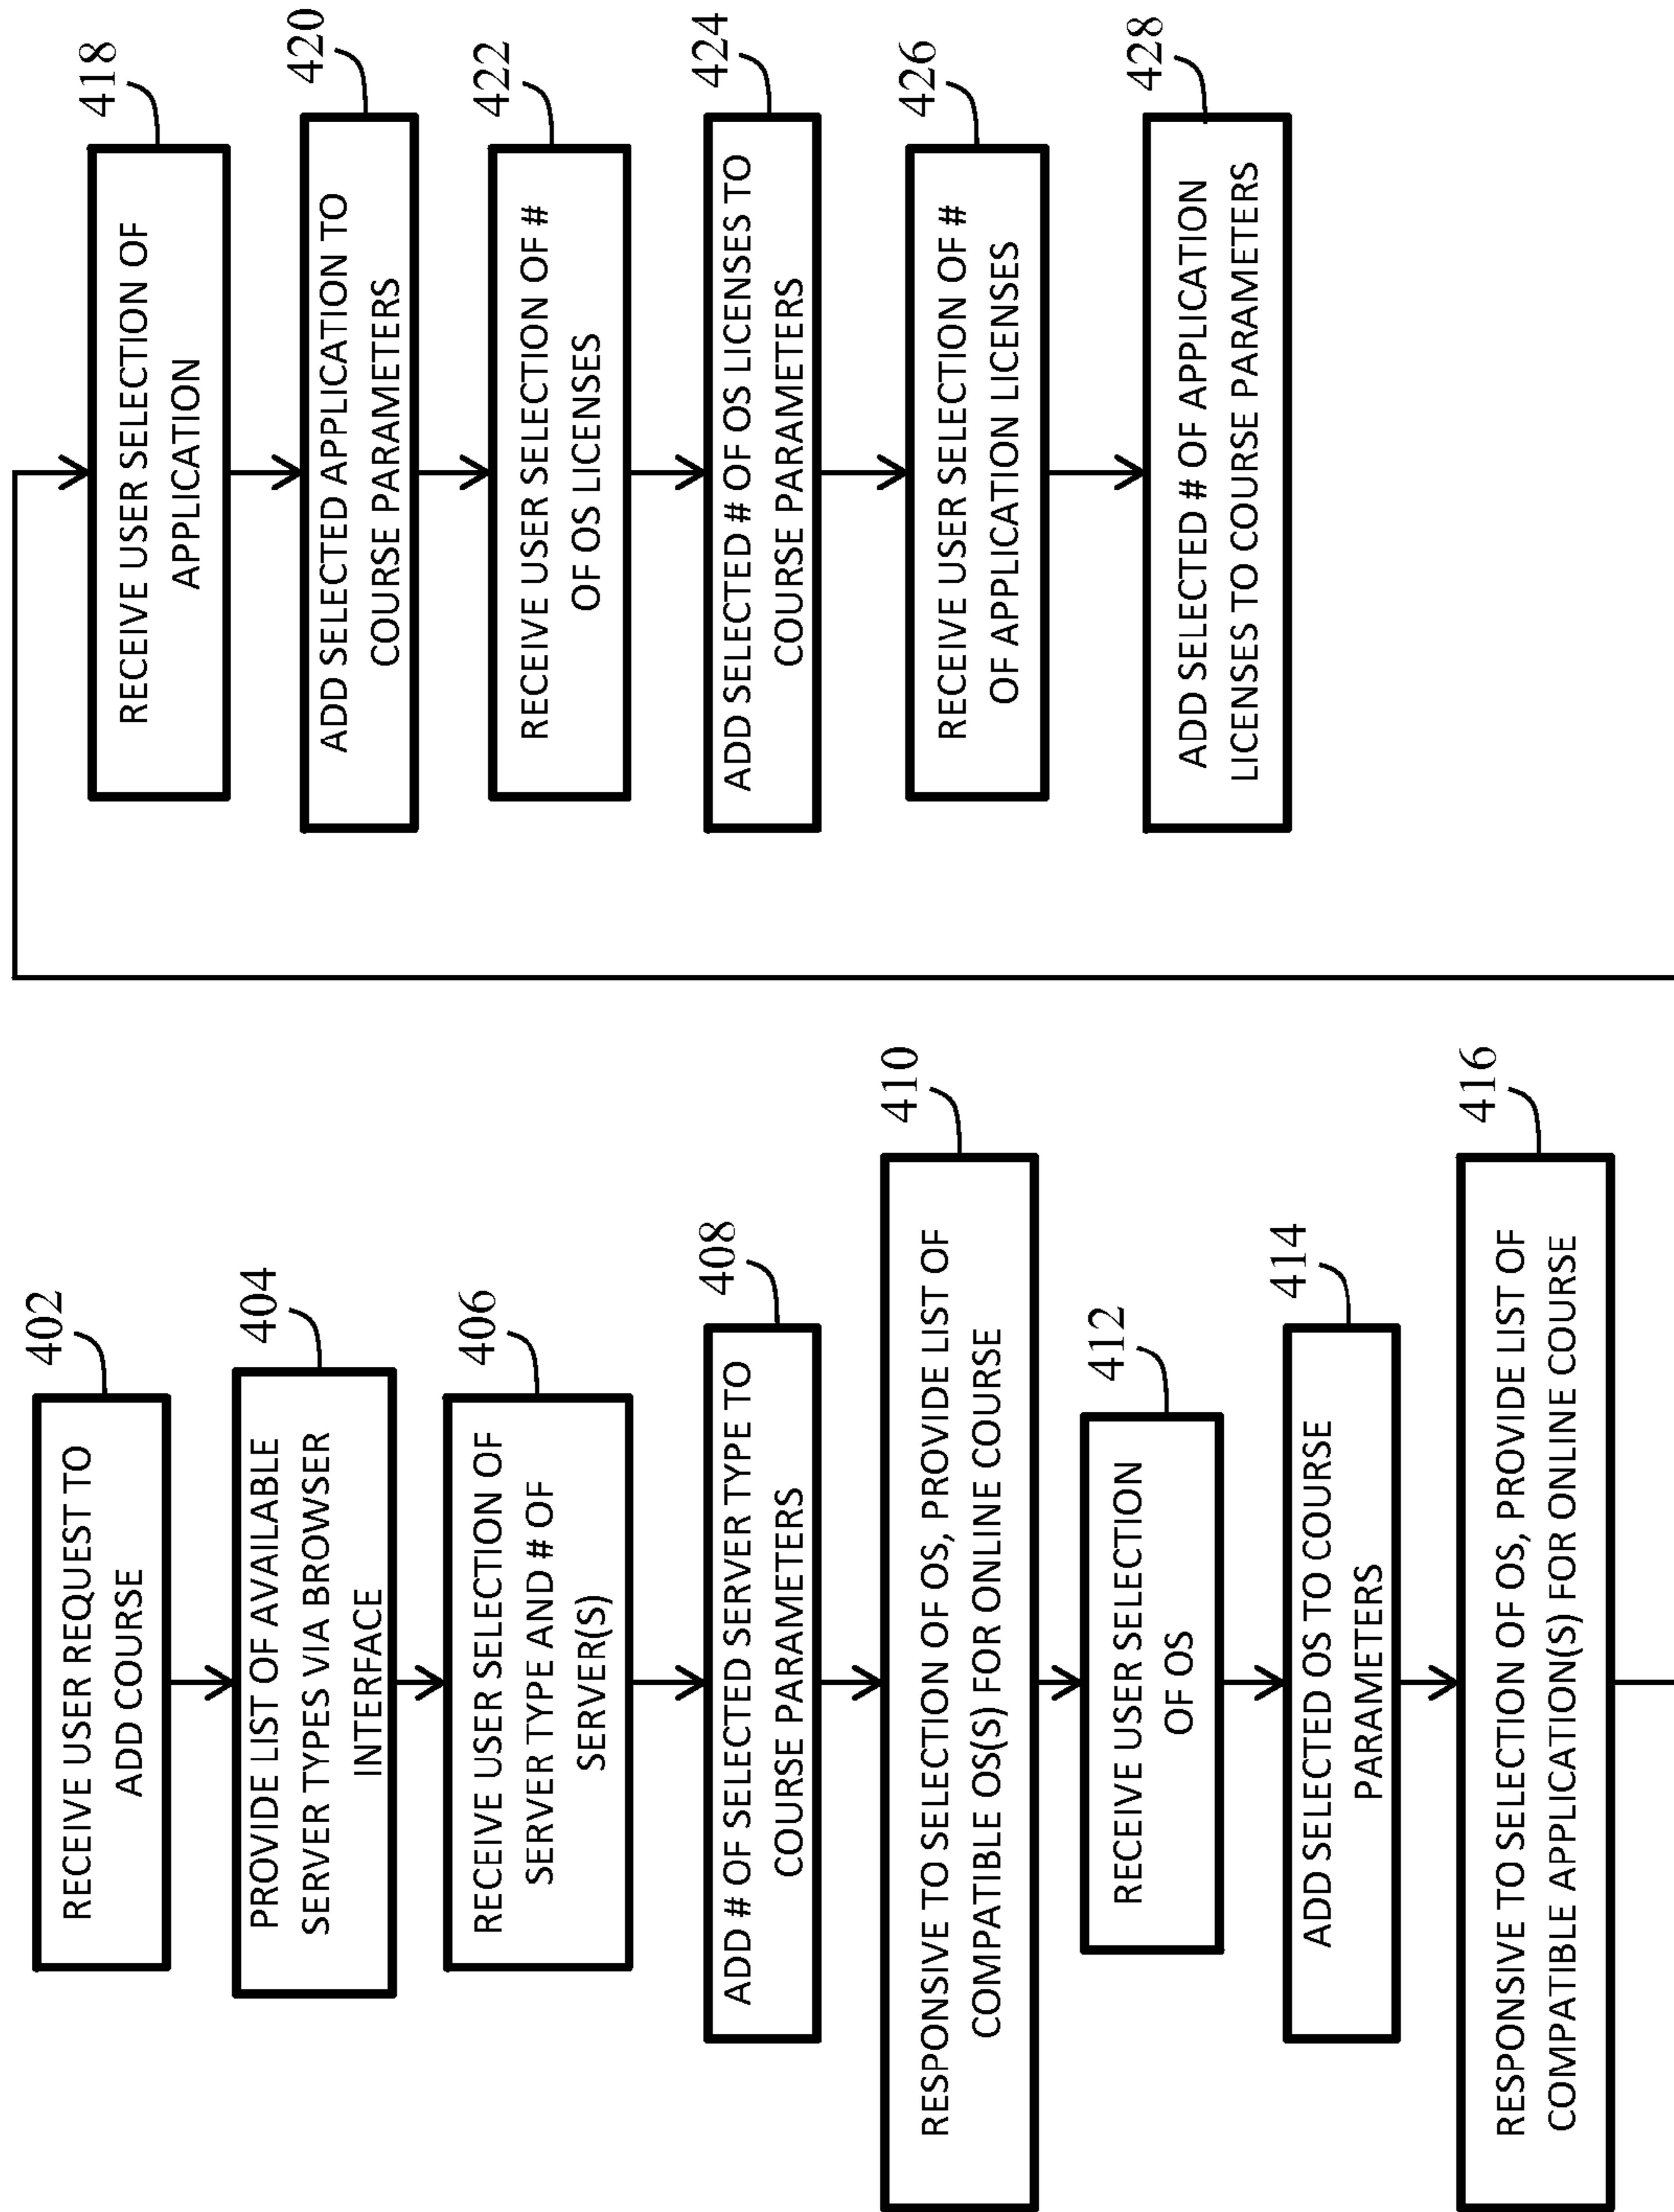 402
RECEIVE USER REQUEST TO
ADD COURSE
404
PROVIDE LIST OF AVAILABLE
SERVER TYPES VIA BROWSER
INTERFACE
406
RECEIVE USER SELECTION OF
SERVER TYPE AND # OF
SERVER(S)
408
ADD # OF SELECTED SERVER TYPE TO
COURSE PARAMETERS
410
RESPONSIVE TO SELECTION OF OS, PROVIDE LIST OF
COMPATIBLE OS(S) FOR ONLINE COURSE
412
RECEIVE USER SELECTION
OF OS
414
ADD SELECTED OS TO COURSE
PARAMETERS
416
RESPONSIVE TO SELECTION OF OS, PROVIDE LIST OF
COMPATIBLE APPLICATION(S) FOR ONLINE COURSE
418
RECEIVE USER SELECTION OF
APPLICATION
420
ADD SELECTED APPLICATION TO
COURSE PARAMETERS
422
RECEIVE USER SELECTION OF #
OF OS LICENSES
424
ADD SELECTED # OF OS LICENSES TO
COURSE PARAMETERS
426
RECEIVE USER SELECTION OF #
OF APPLICATION LICENSES
428
ADD SELECTED # OF APPLICATION
LICENSES TO COURSE PARAMETERS